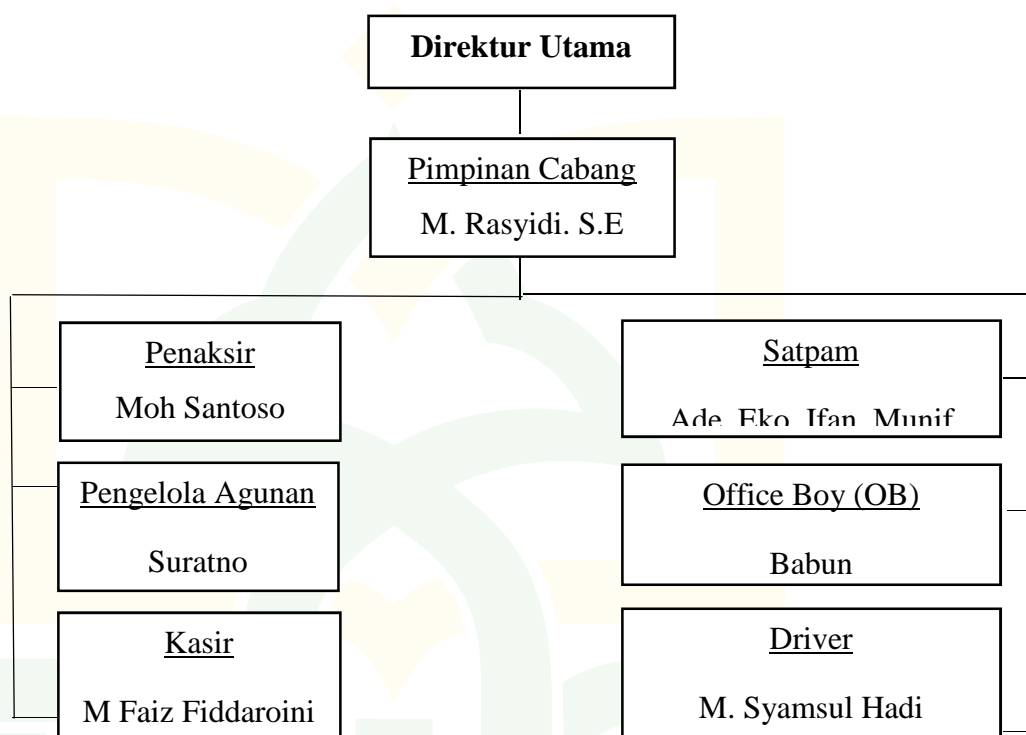 Direktur Utama
Pimpinan Cabang
M. Rasyidi. S.E
Penaksir
Moh Santoso
Pengelola Agunan
Suratno
Kasir
M Faiz Fiddaroini
Satpam
Ade, Eko, Ifan, Munif
Office Boy (OB)
Babun
Driver
M. Syamsul Hadi